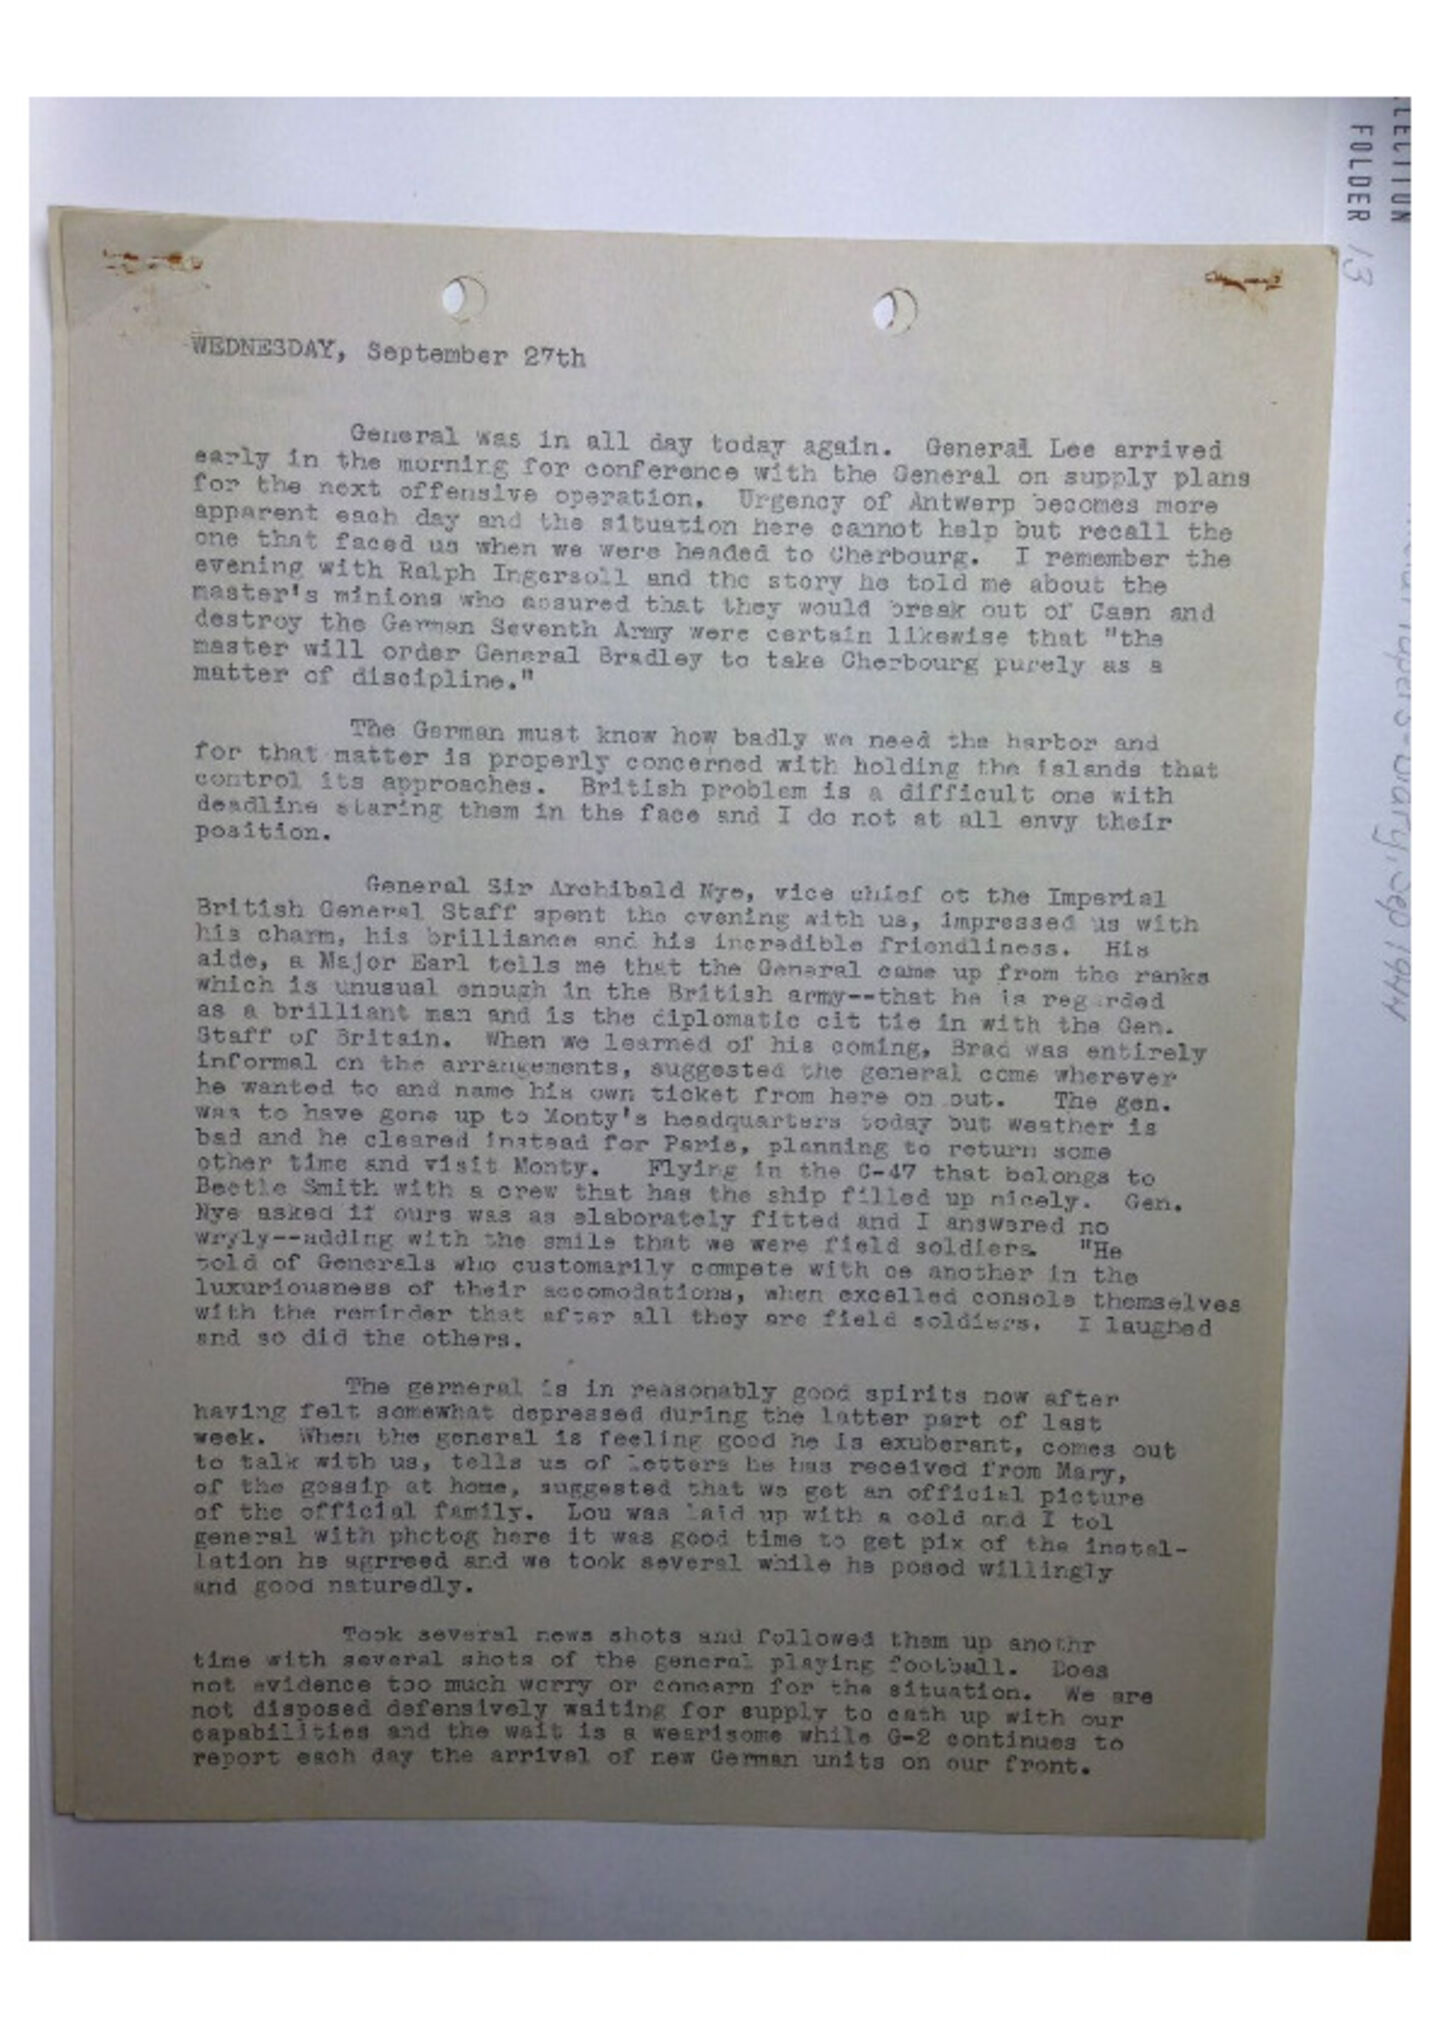 LECTION
FOLDER 13
WEDNESDAY, September 27th
General was in all day today again. General Lee arrived
early in the morning for conference with the General on supply plans
for the next offensive operation. Urgency of Antwerp becomes more
apparent each day and the situation here cannot help but recall the
one that faced us when we were headed to Cherbourg. I remember the
evening with Ralph Ingersoll and the story he told me about the
master's minions who assured that they would break out of Caen and
destroy the German Seventh Army were certain likewise that "the
master will order General Bradley to take Cherbourg purely as a
matter of discipline."
The German must know how badly we need the harbor and
for that matter is properly concerned with holding the islands that
control its approaches. British problem is a difficult one with
deadline staring them in the face and I do not at all envy their
position.
General Sir Archibald Nye, vice chief ot the Imperial
British General Staff spent the evening with us, impressed us with
his charm, his brilliance and his incredible friendliness. His
aide, a Major Earl tells me that the General came up from the ranks
which is unusual enough in the British army--that he is regarded
as a brilliant man and is the diplomatic cit tie in with the Gen.
Staff of Britain. When we learned of his coming, Brad was entirely
informal on the arrangements, suggested the general come wherever
he wanted to and name his own ticket from here on out. The gen.
was to have gone up to Monty's headquarters today but weather is
bad and he cleared instead for Paris, planning to return some
other time and visit Monty. Flying in the C-47 that belongs to
Beetle Smith with a crew that has the ship filled up nicely. Gen.
Nye asked if ours was as elaborately fitted and I answered no
wryly--adding with the smile that we were field soldiers. "He
told of Generals who customarily compete with oe another in the
luxuriousness of their accomodations, when excelled console themselves
with the reminder that after all they are field soldiers. I laughed
and so did the others.
The gerneral is in reasonably good spirits now after
having felt somewhat depressed during the latter part of last
week. When the general is feeling good he is exuberant, comes out
to talk with us, tells us of letters he has received from Mary,
of the gossip at home, suggested that we get an official picture
of the official family. Lou was laid up with a cold and I tol
general with photog here it was good time to get pix of the instal-
lation he agrreed and we took several while he posed willingly
and good naturedly.
Took several news shots and followed them up anothr
time with several shots of the general playing football. Does
not evidence too much worry or concern for the situation. We are
not disposed defensively waiting for supply to cath up with our
capabilities and the wait is a wearisome while G-2 continues to
report each day the arrival of new German units on our front.
Papers-Diary, Sep 1944